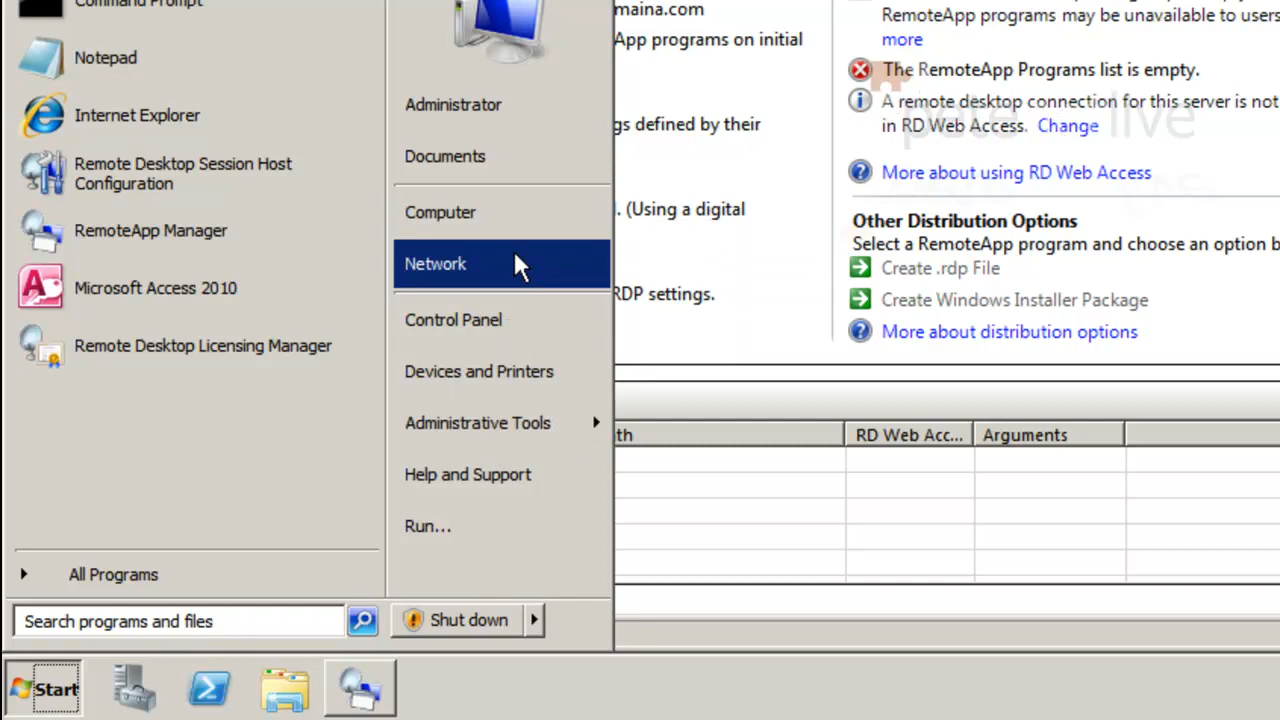 Command Prompt
Notepad
Internet Explorer
Remote Desktop Session Host
Configuration
RemoteApp Manager
Microsoft Access 2010
Remote Desktop Licensing Manager
All Programs
Search programs and files
Administrator
Documents
Computer
Network
Control Panel
Devices and Printers
Administrative Tools
Help and Support
Run...
Shut down
maina.com
App programs on initial
gs defined by their
. (Using a digital
RDP settings.
RemoteApp programs may be unavailable to users
more
The RemoteApp Programs list is empty.
A remote desktop connection for this server is not
in RD Web Access. Change
pete live
More about using RD Web Access
Other Distribution Options
Select a RemoteApp program and choose an option b
Create .rdp File
Create Windows Installer Package
More about distribution options
th
RD Web Acc...
Arguments
Start